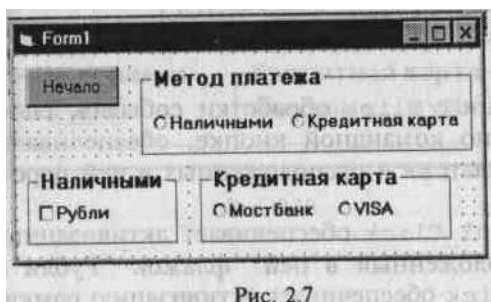 Form1
Начало
Метод платежа
Наличными Кредитная карта
Наличными Кредитная карта
Рубли Мостбанк VISA
Рис. 2.7